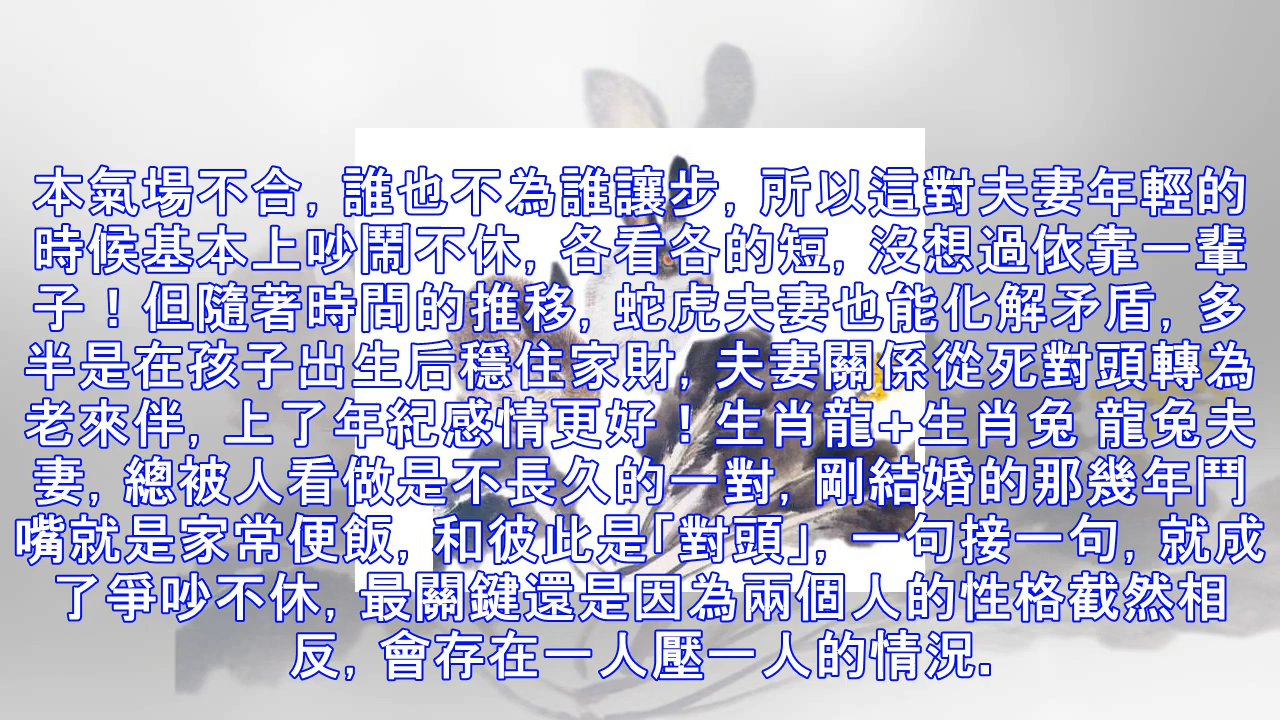 本氣場不合, 誰也不為誰讓步, 所以這對夫妻年輕的
時候基本上吵鬧不休, 各看各的短, 沒想過依靠一輩
子！但隨著時間的推移, 蛇虎夫妻也能化解矛盾, 多
半是在孩子出生后穩住家財, 夫妻關係從死對頭轉為
老來伴, 上了年紀感情更好！生肖龍+生肖兔 龍兔夫
妻, 總被人看做是不長久的一對, 剛結婚的那幾年鬥
嘴就是家常便飯, 和彼此是「對頭」, 一句接一句, 就成
了爭吵不休, 最關鍵還是因為兩個人的性格截然相
反, 會存在一人壓一人的情況.